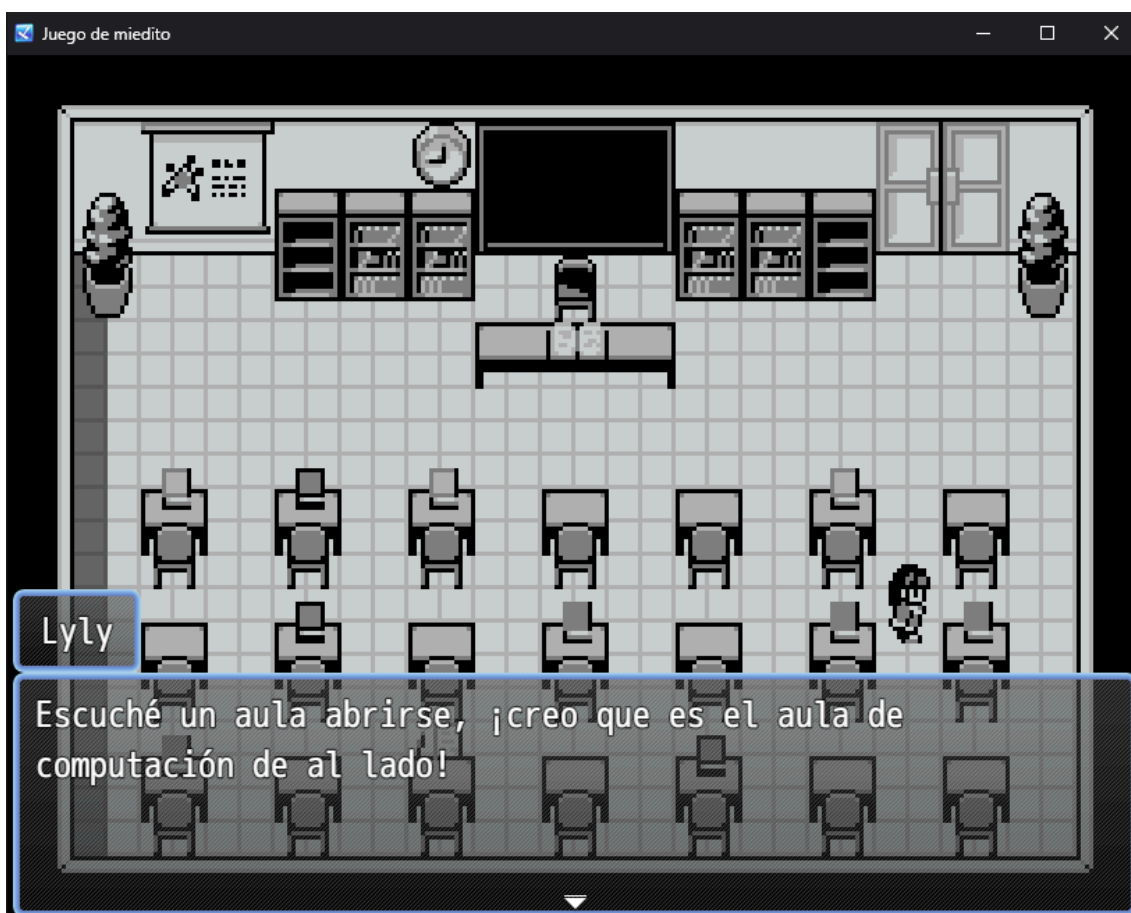 Juego de miedito
Lyly
Escuché un aula abrirse, ¡creo que es el aula de
computación de al lado!